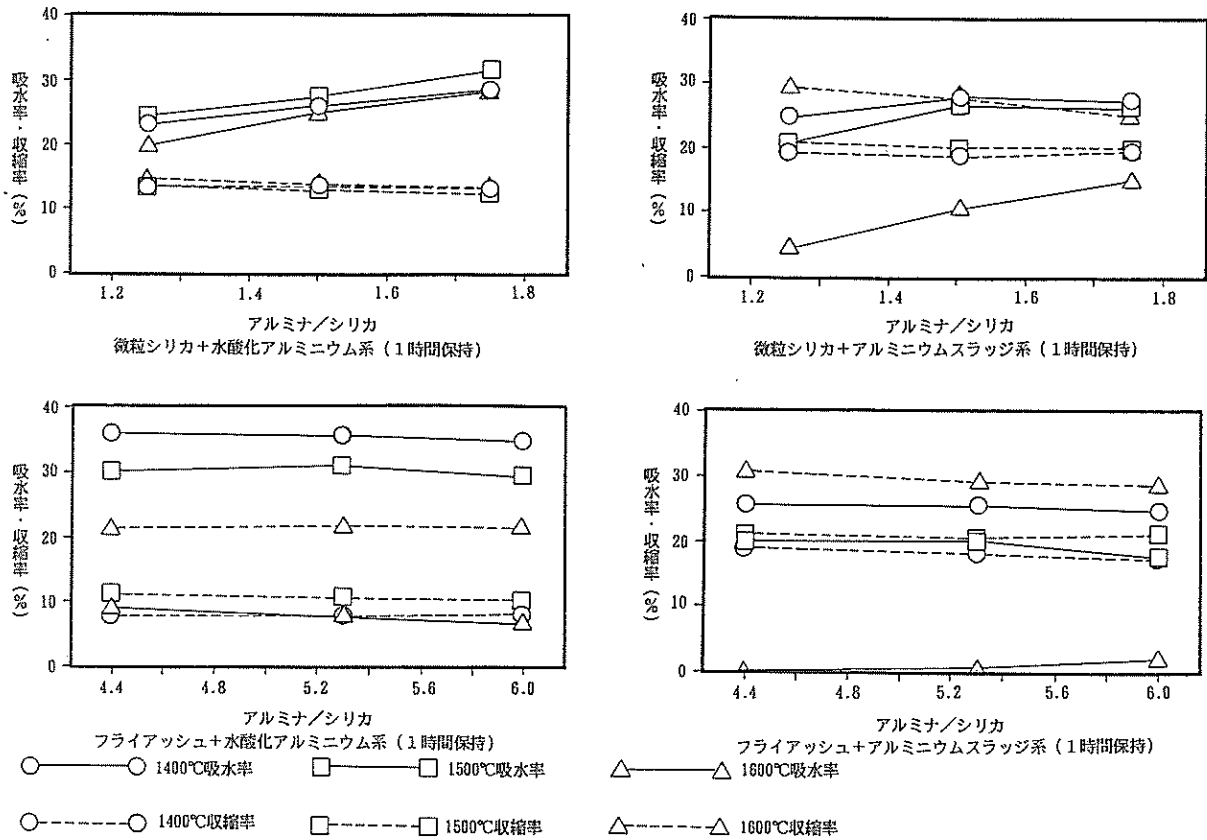 40
30
20
10
0
吸水率・収縮率(%)
1.2 1.4 1.6 1.8
アルミナ/シリカ
微粒シリカ+水酸化アルミニウム系(1時間保持)
40
30
20
10
0
吸水率・収縮率(%)
1.2 1.4 1.6 1.8
アルミナ/シリカ
微粒シリカ+アルミニウムスラッジ系(1時間保持)
40
30
20
10
0
吸水率・収縮率(%)
4.4 4.8 5.2 5.6 6.0
アルミナ/シリカ
フライアッシュ+水酸化アルミニウム系(1時間保持)
40
30
20
10
0
吸水率・収縮率(%)
4.4 4.8 5.2 5.6 6.0
アルミナ/シリカ
フライアッシュ+アルミニウムスラッジ系(1時間保持)
1400℃吸水率 1500℃吸水率 1600℃吸水率
1400℃収縮率 1500℃収縮率 1600℃収縮率